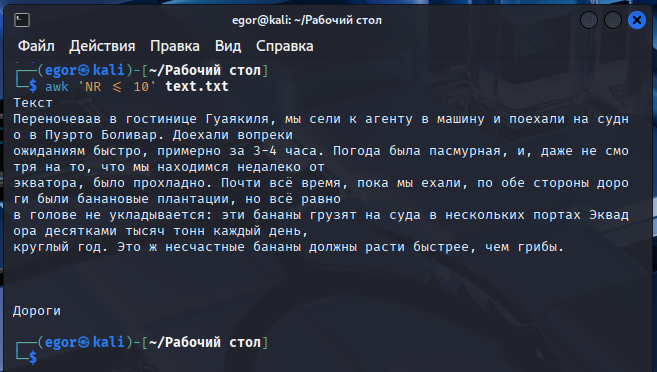 egor@kali: ~/Рабочий стол
Файл Действия Правка Вид Справка
┌──(egor㉿kali)-[~/Рабочий стол]
└─$ awk 'NR <= 10' text.txt
Текст
Переночевав в гостинице Гуаякиля, мы сели к агенту в машину и поехали на судн
о в Пуэрто Боливар. Доехали вопреки
ожиданиям быстро, примерно за 3-4 часа. Погода была пасмурная, и, даже не смо
тря на то, что мы находимся недалеко от
экватора, было прохладно. Почти всё время, пока мы ехали, по обе стороны доро
ги были банановые плантации, но всё равно
в голове не укладывается: эти бананы грузят на суда в нескольких портах Эквад
ора десятками тысяч тонн каждый день,
круглый год. Это ж несчастные бананы должны расти быстрее, чем грибы.
Дороги
┌──(egor㉿kali)-[~/Рабочий стол]
└─$